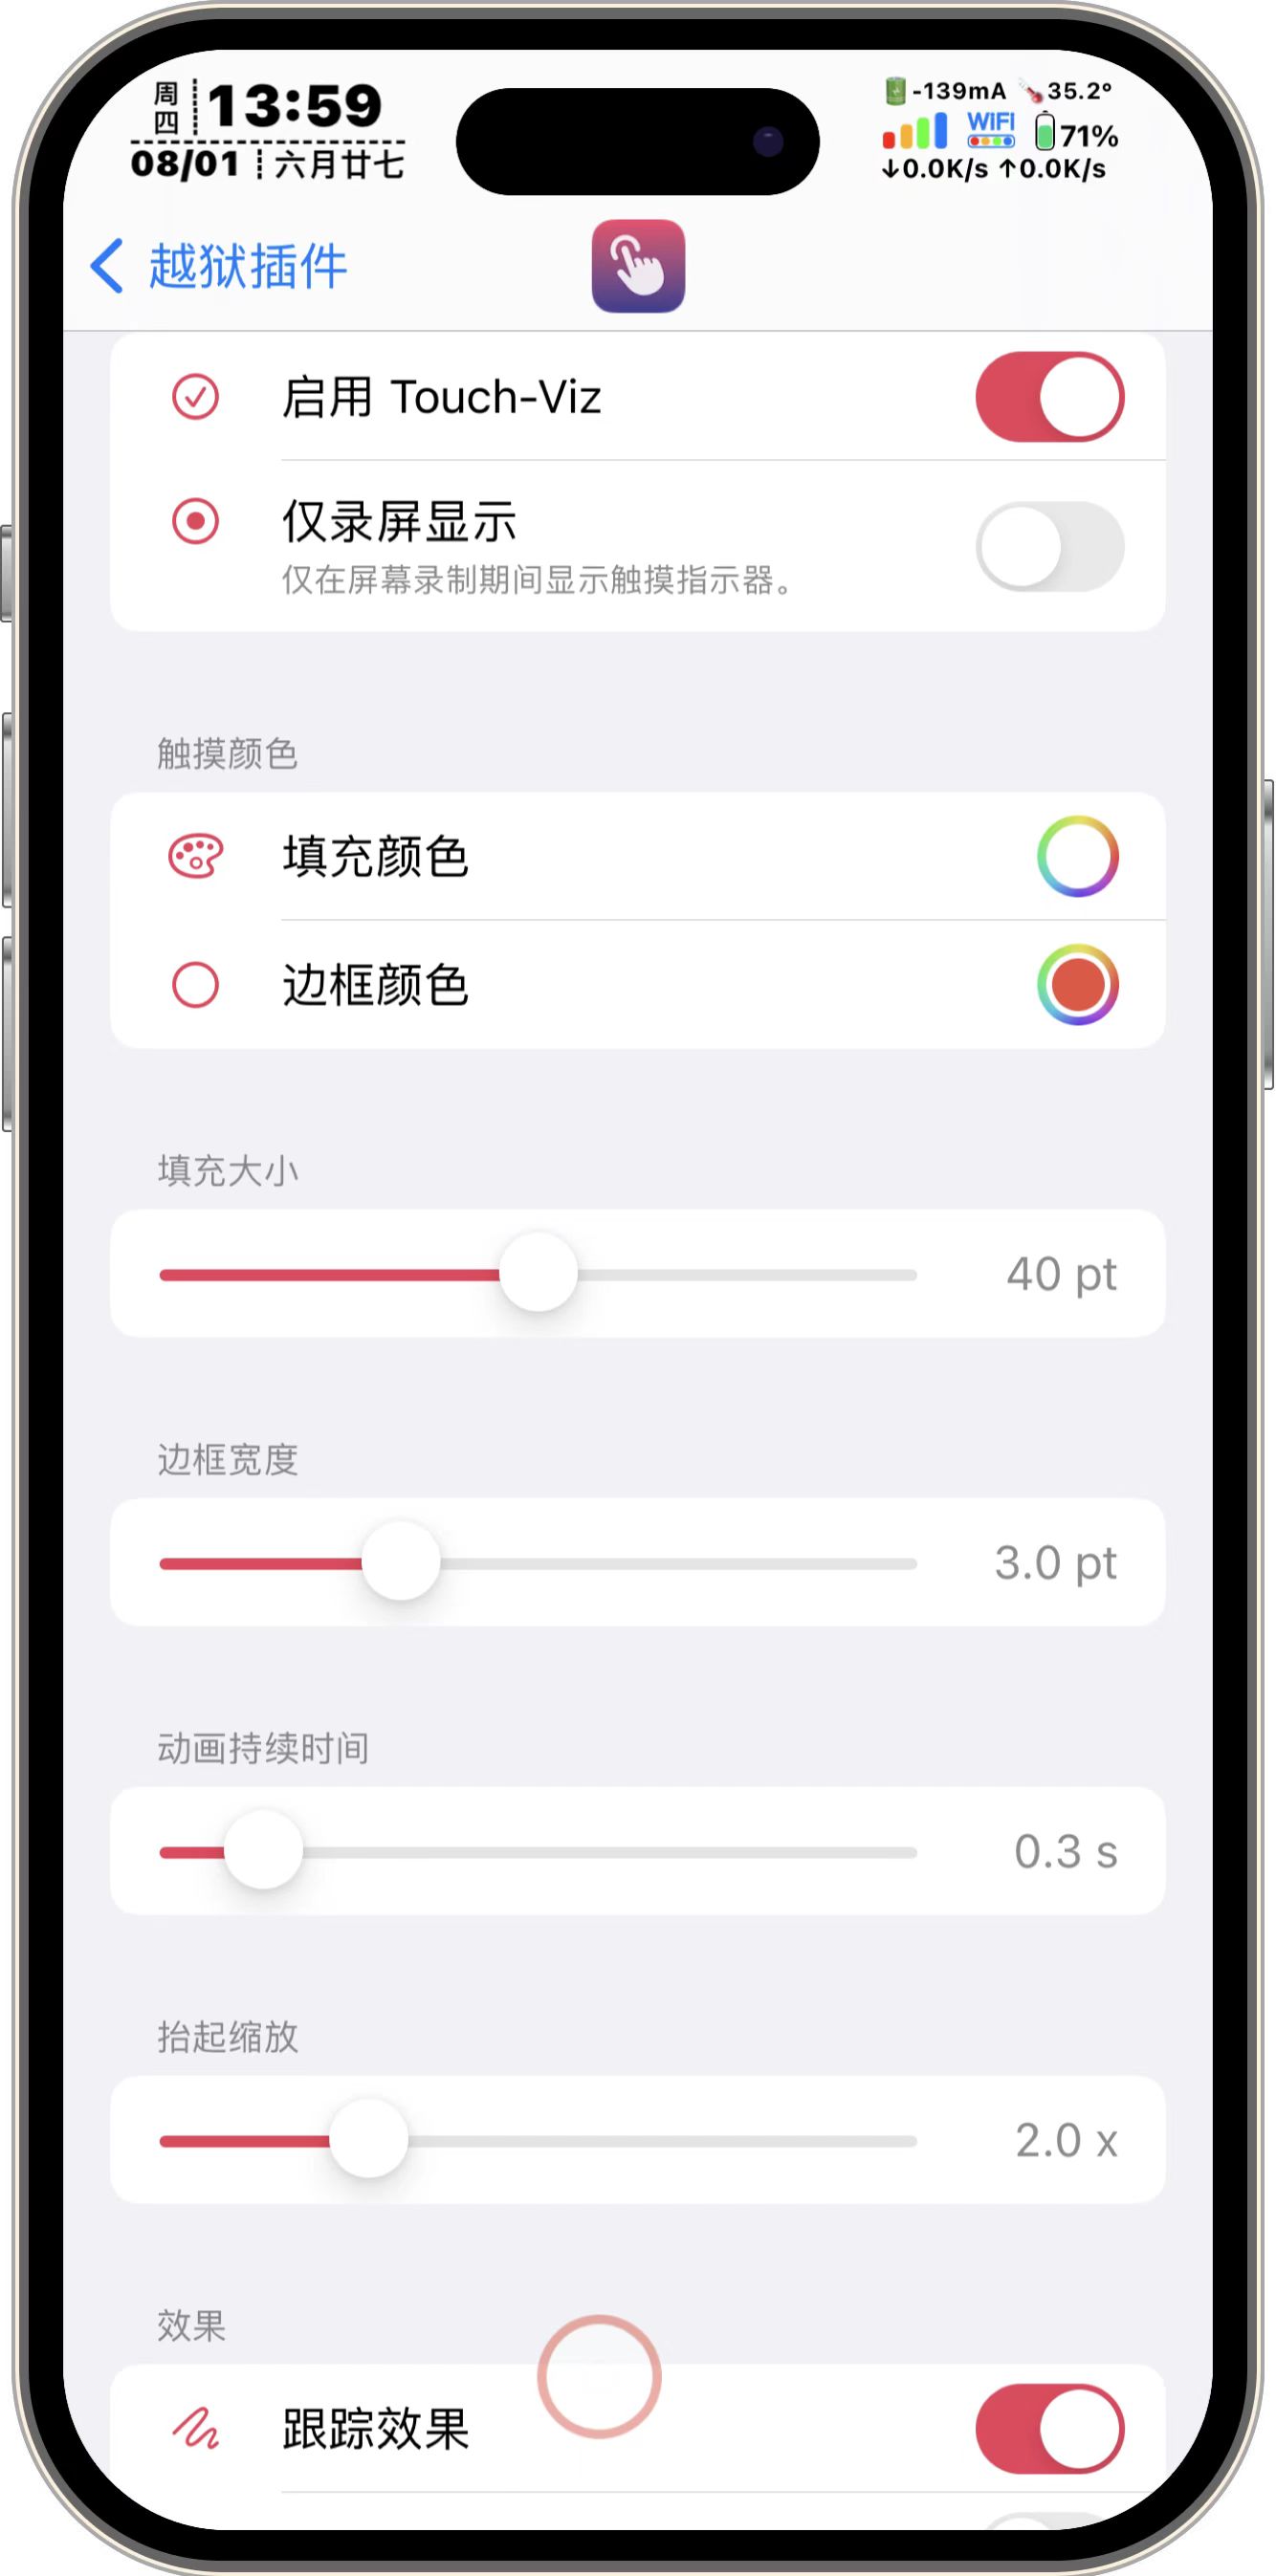 周四 13:59
08/01 六月廿七
-139mA 35.2°
WiFi 71%
↓0.0K/s ↑0.0K/s
越狱插件
启用 Touch-Viz
仅录屏显示
仅在屏幕录制期间显示触摸指示器。
触摸颜色
填充颜色
边框颜色
填充大小
40 pt
边框宽度
3.0 pt
动画持续时间
0.3 s
抬起缩放
2.0 x
效果
跟踪效果